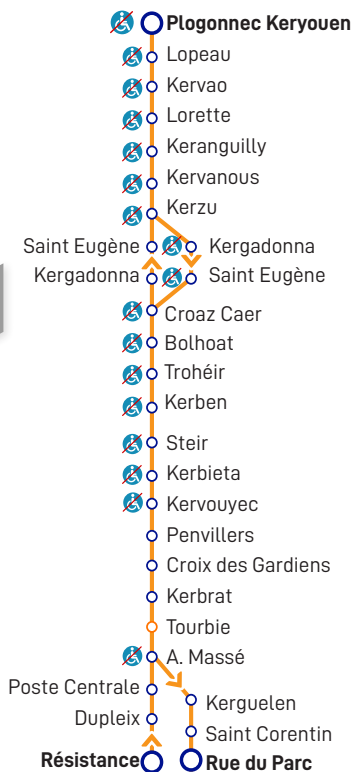 Plogonnec Keryouen
Lopeau
Kervao
Lorette
Keranguilly
Kervanous
Kerzu
Saint Eugène Kergadonna
Kergadonna Saint Eugène
Croaz Caer
Bolhoat
Trohéir
Kerben
Steir
Kerbieta
Kervouyec
Penvillers
Croix des Gardiens
Kerbrat
Tourbie
A. Massé
Poste Centrale
Kerguelen
Dupleix
Saint Corentin
Résistance Rue du Parc